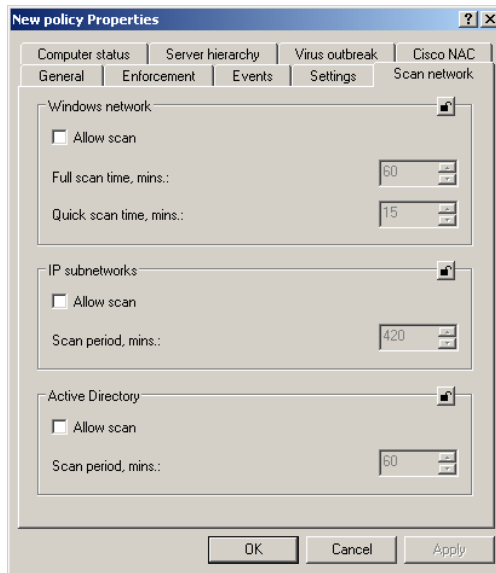 New policy Properties
Computer status Server hierarchy Virus outbreak Cisco NAC
General Enforcement Events Settings Scan network
Windows network
Allow scan
Full scan time, mins.: 60
Quick scan time, mins.: 15
IP subnetworks
Allow scan
Scan period, mins.: 420
Active Directory
Allow scan
Scan period, mins.: 60
OK Cancel Apply